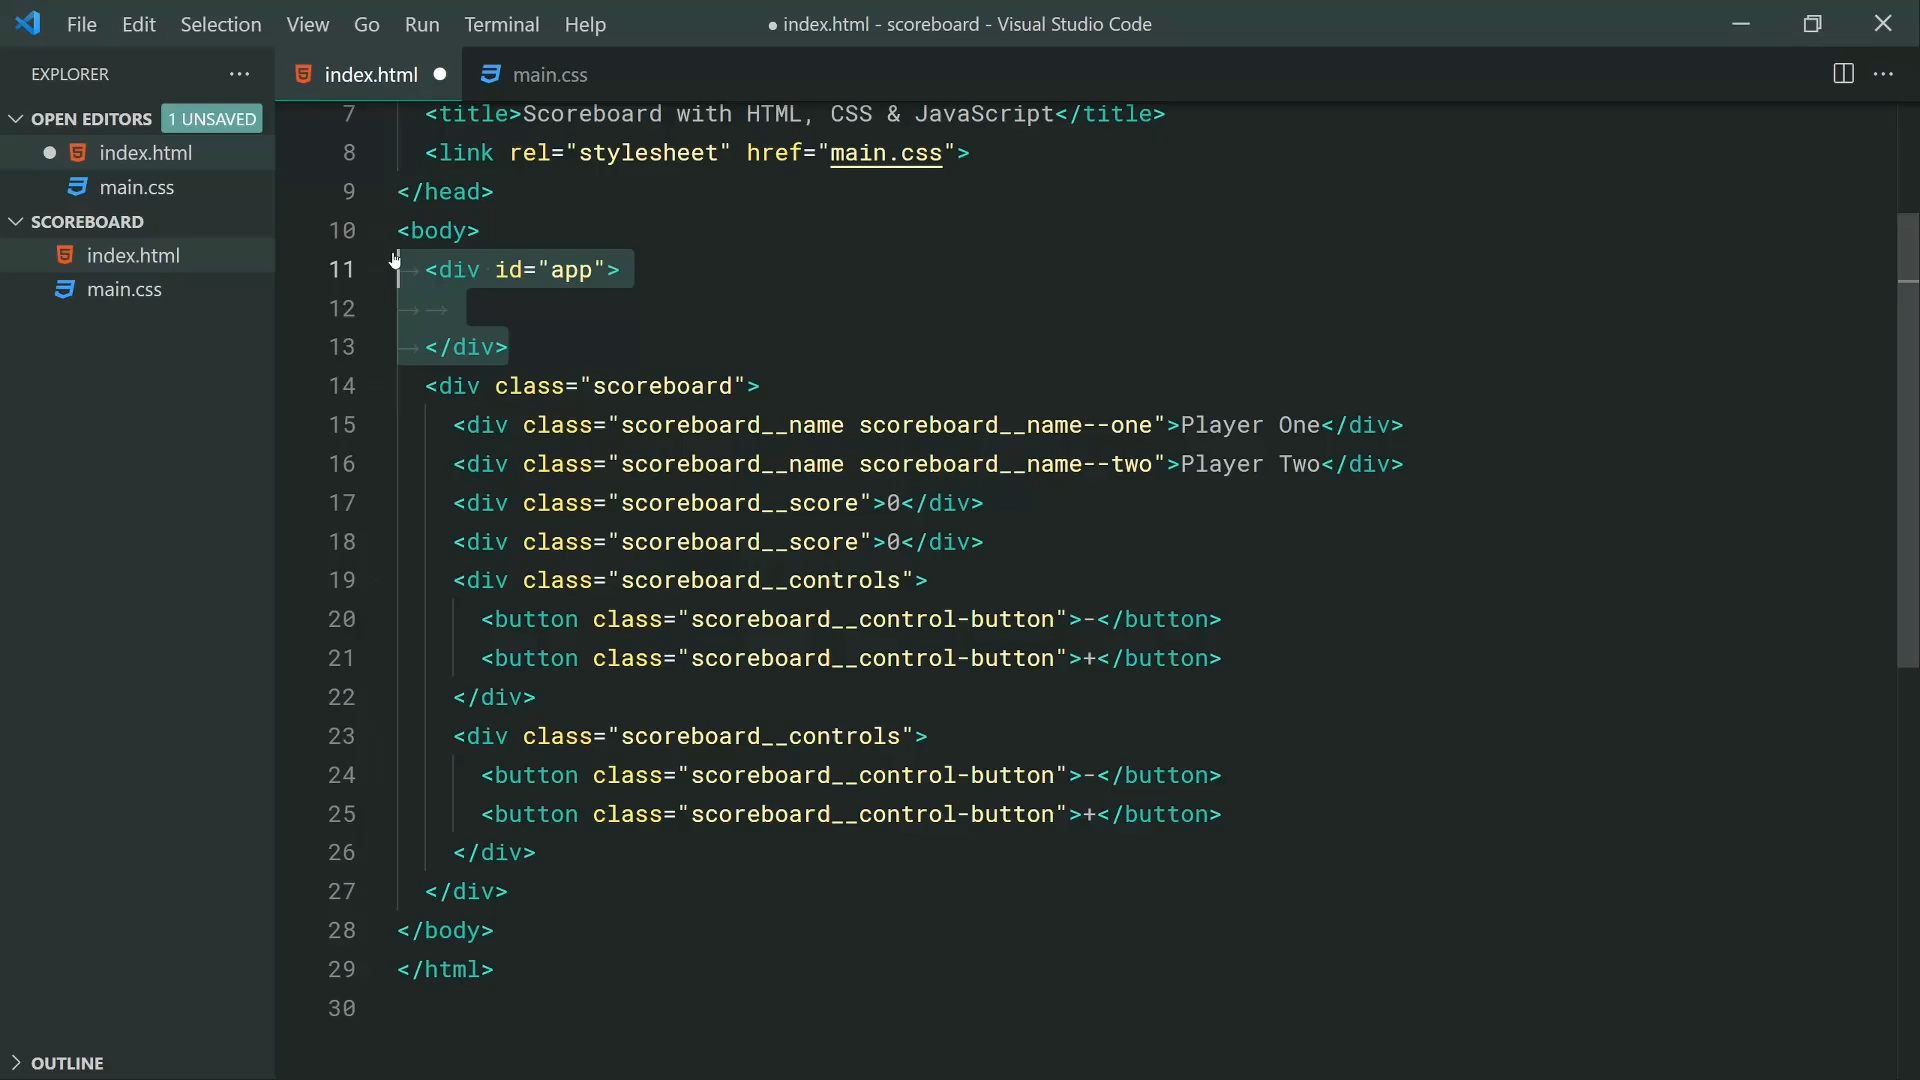 File Edit Selection View Go Run Terminal Help
● index.html - scoreboard - Visual Studio Code
EXPLORER ···
index.html ●
main.css
···
OPEN EDITORS 1 UNSAVED
● index.html
main.css
SCOREBOARD
index.html
main.css
OUTLINE
7 <title>Scoreboard with HTML, CSS & JavaScript</title>
8 <link rel="stylesheet" href="main.css">
9 </head>
10 <body>
11 <div id="app">
12
13 </div>
14 <div class="scoreboard">
15 <div class="scoreboard__name scoreboard__name--one">Player One</div>
16 <div class="scoreboard__name scoreboard__name--two">Player Two</div>
17 <div class="scoreboard__score">0</div>
18 <div class="scoreboard__score">0</div>
19 <div class="scoreboard__controls">
20 <button class="scoreboard__control-button">-</button>
21 <button class="scoreboard__control-button">+</button>
22 </div>
23 <div class="scoreboard__controls">
24 <button class="scoreboard__control-button">-</button>
25 <button class="scoreboard__control-button">+</button>
26 </div>
27 </div>
28 </body>
29 </html>
30